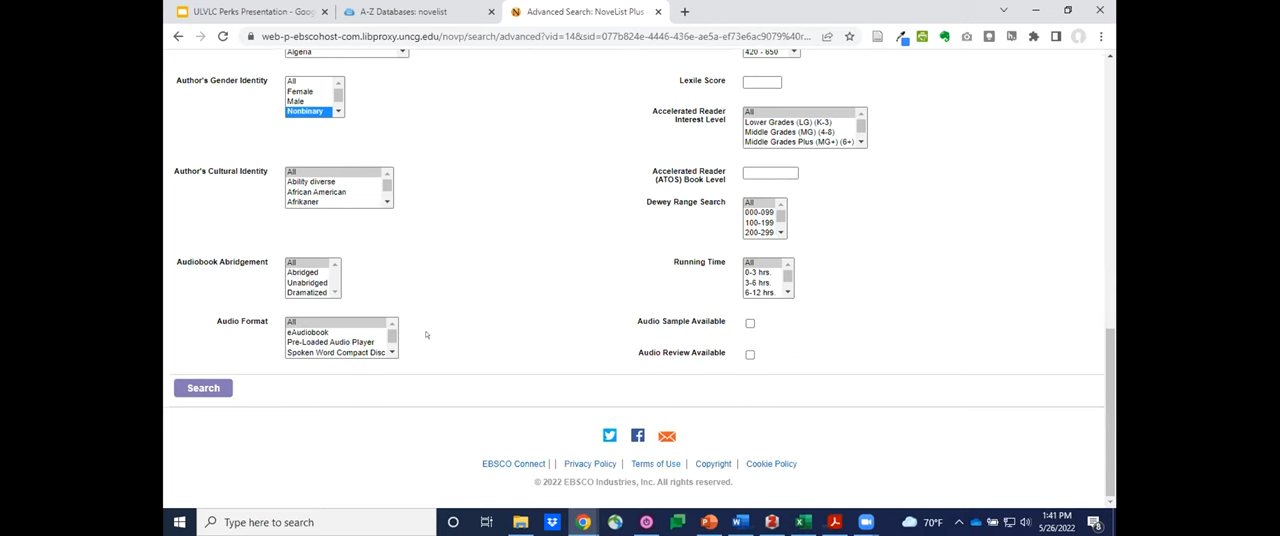 ULVLC Perks Presentation - Goog
A-Z Databases: novelist
Advanced Search: NoveList Plus
web-p-ebscohost-com.libproxy.uncg.edu/novp/search/advanced?vid=14&sid=077b824e-4446-436e-ae5a-ef73e6ac9079%40r...
Algeria
420 - 650
Author's Gender Identity
All
Female
Male
Nonbinary
Lexile Score
Accelerated Reader
Interest Level
All
Lower Grades (LG) (K-3)
Middle Grades (MG) (4-8)
Middle Grades Plus (MG+) (6+)
Author's Cultural Identity
All
Ability diverse
African American
Afrikaner
Accelerated Reader
(ATOS) Book Level
Dewey Range Search
All
000-099
100-199
200-299
Audiobook Abridgement
All
Abridged
Unabridged
Dramatized
Running Time
All
0-3 hrs.
3-6 hrs.
6-12 hrs.
Audio Format
All
eAudiobook
Pre-Loaded Audio Player
Spoken Word Compact Disc
Audio Sample Available
Audio Review Available
Search
EBSCO Connect | Privacy Policy | Terms of Use | Copyright | Cookie Policy
© 2022 EBSCO Industries, Inc. All rights reserved.
Type here to search
70°F
1:41 PM
5/26/2022
8